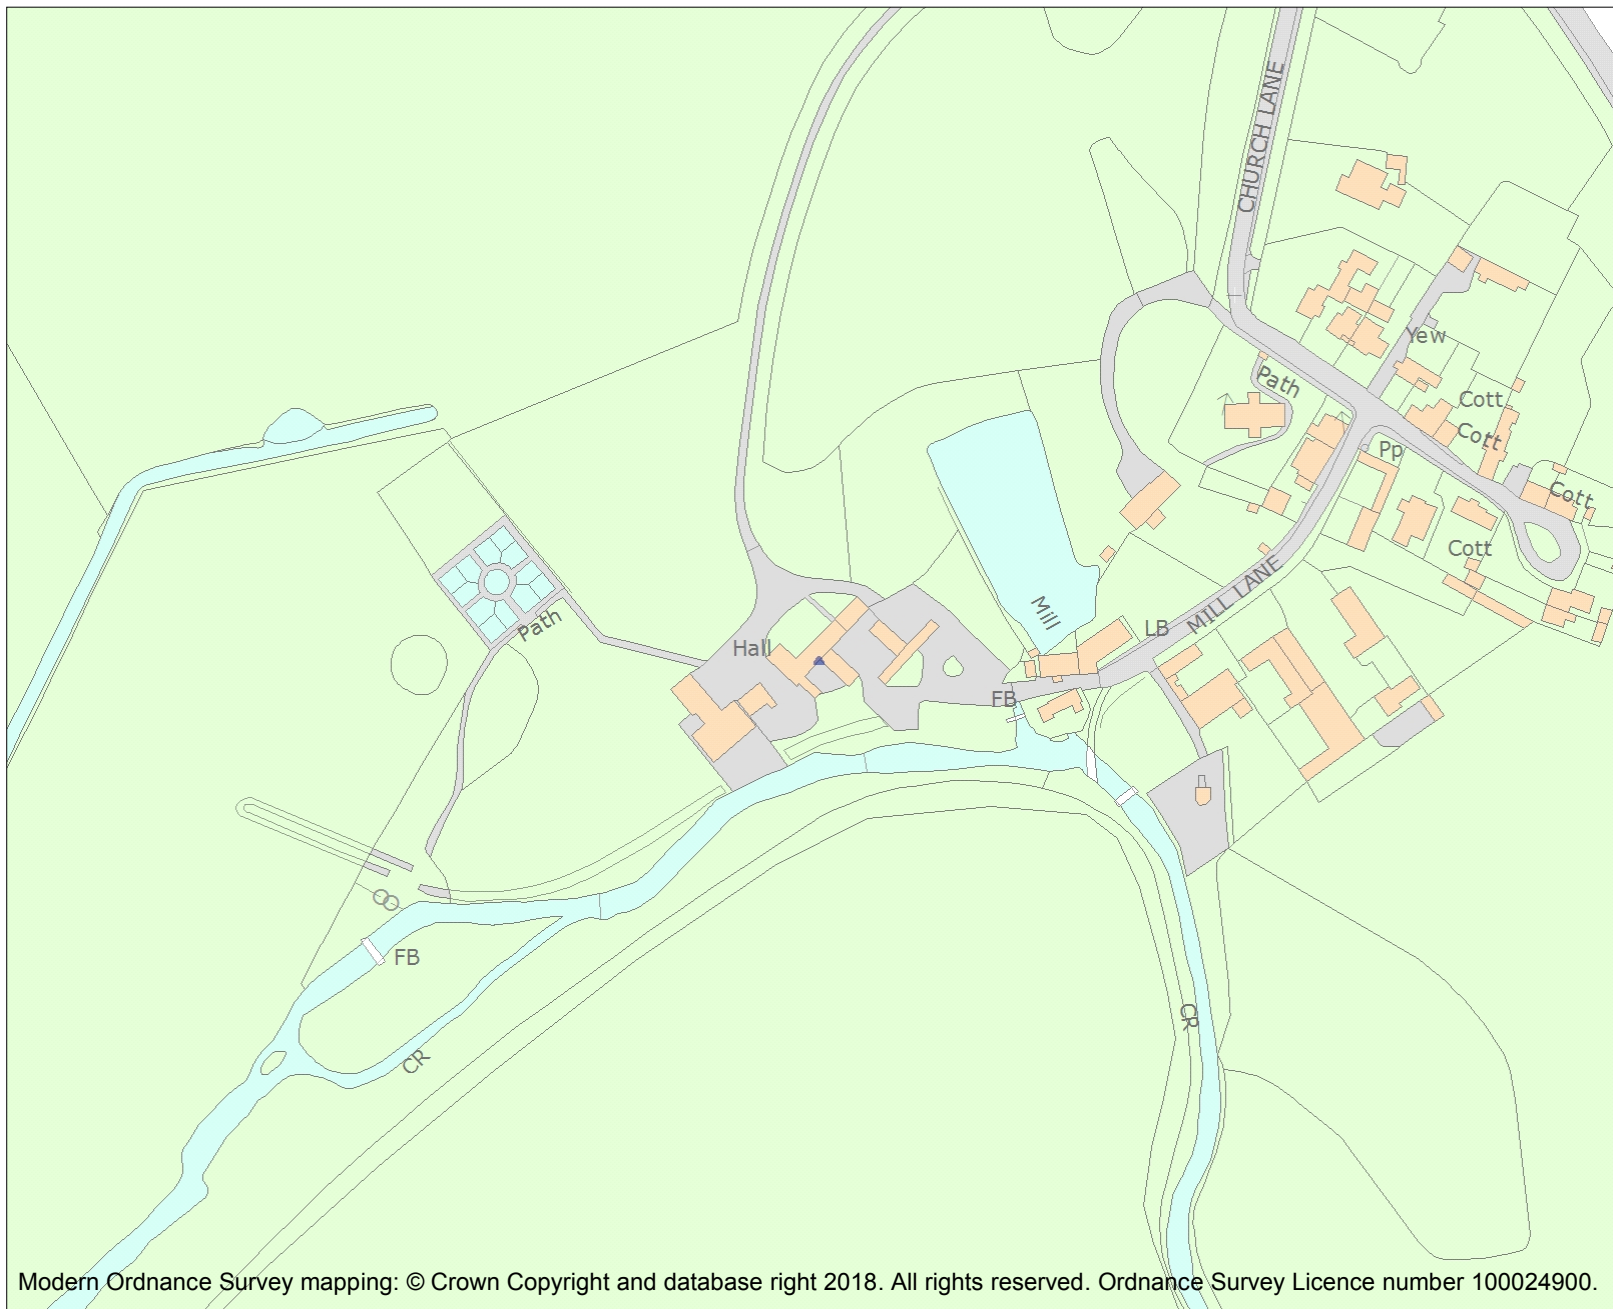 CHURCH LANE
Yew
Path
Cott
Cott
Pp
Cott
Cott
MILL LANE
Mill
LB
Path
Hall
FB
FB
CR
CR
Modern Ordnance Survey mapping: © Crown Copyright and database right 2018. All rights reserved. Ordnance Survey Licence number 100024900.